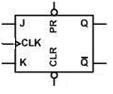 J PR Q
CLK
K CLR Q̅